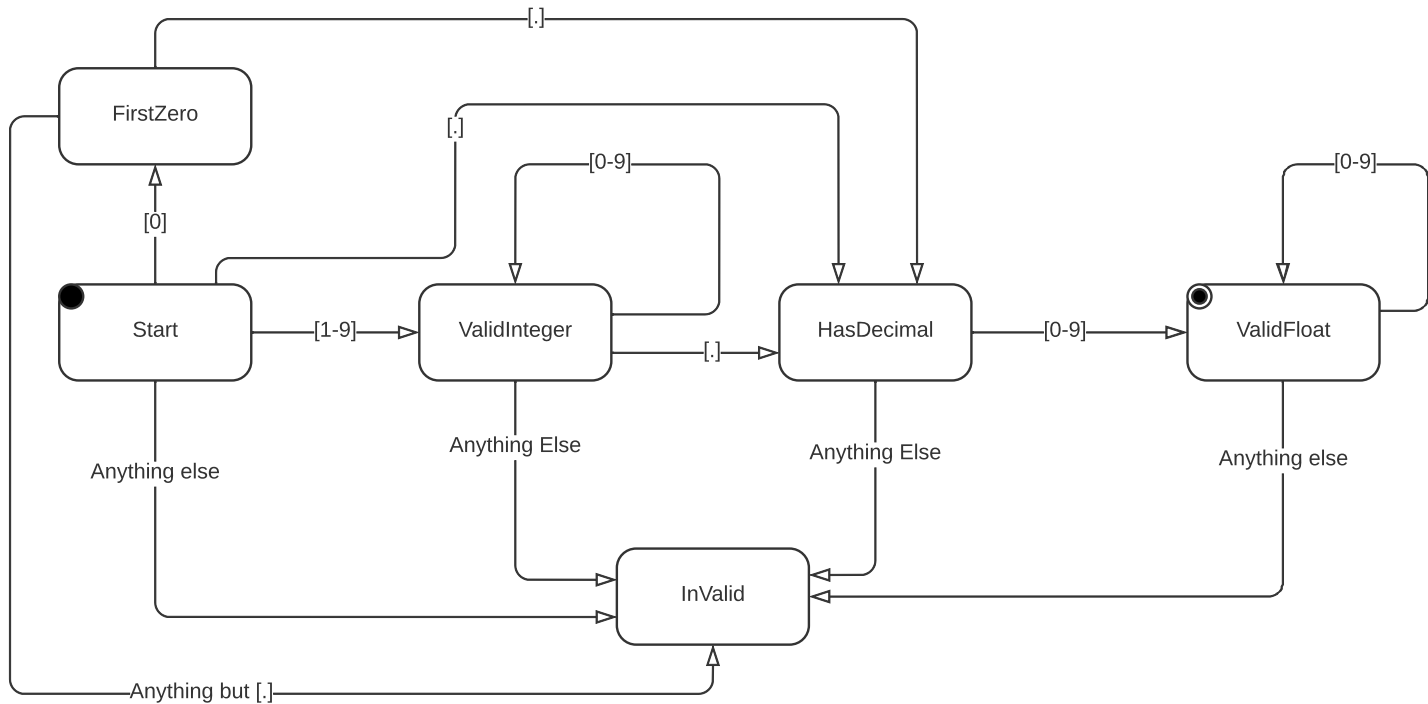 [.]
FirstZero
[.]
[0-9]
[0-9]
[0]
Start
[1-9]
ValidInteger
[.]
HasDecimal
[0-9]
ValidFloat
Anything else
Anything Else
Anything Else
Anything else
InValid
Anything but [.]